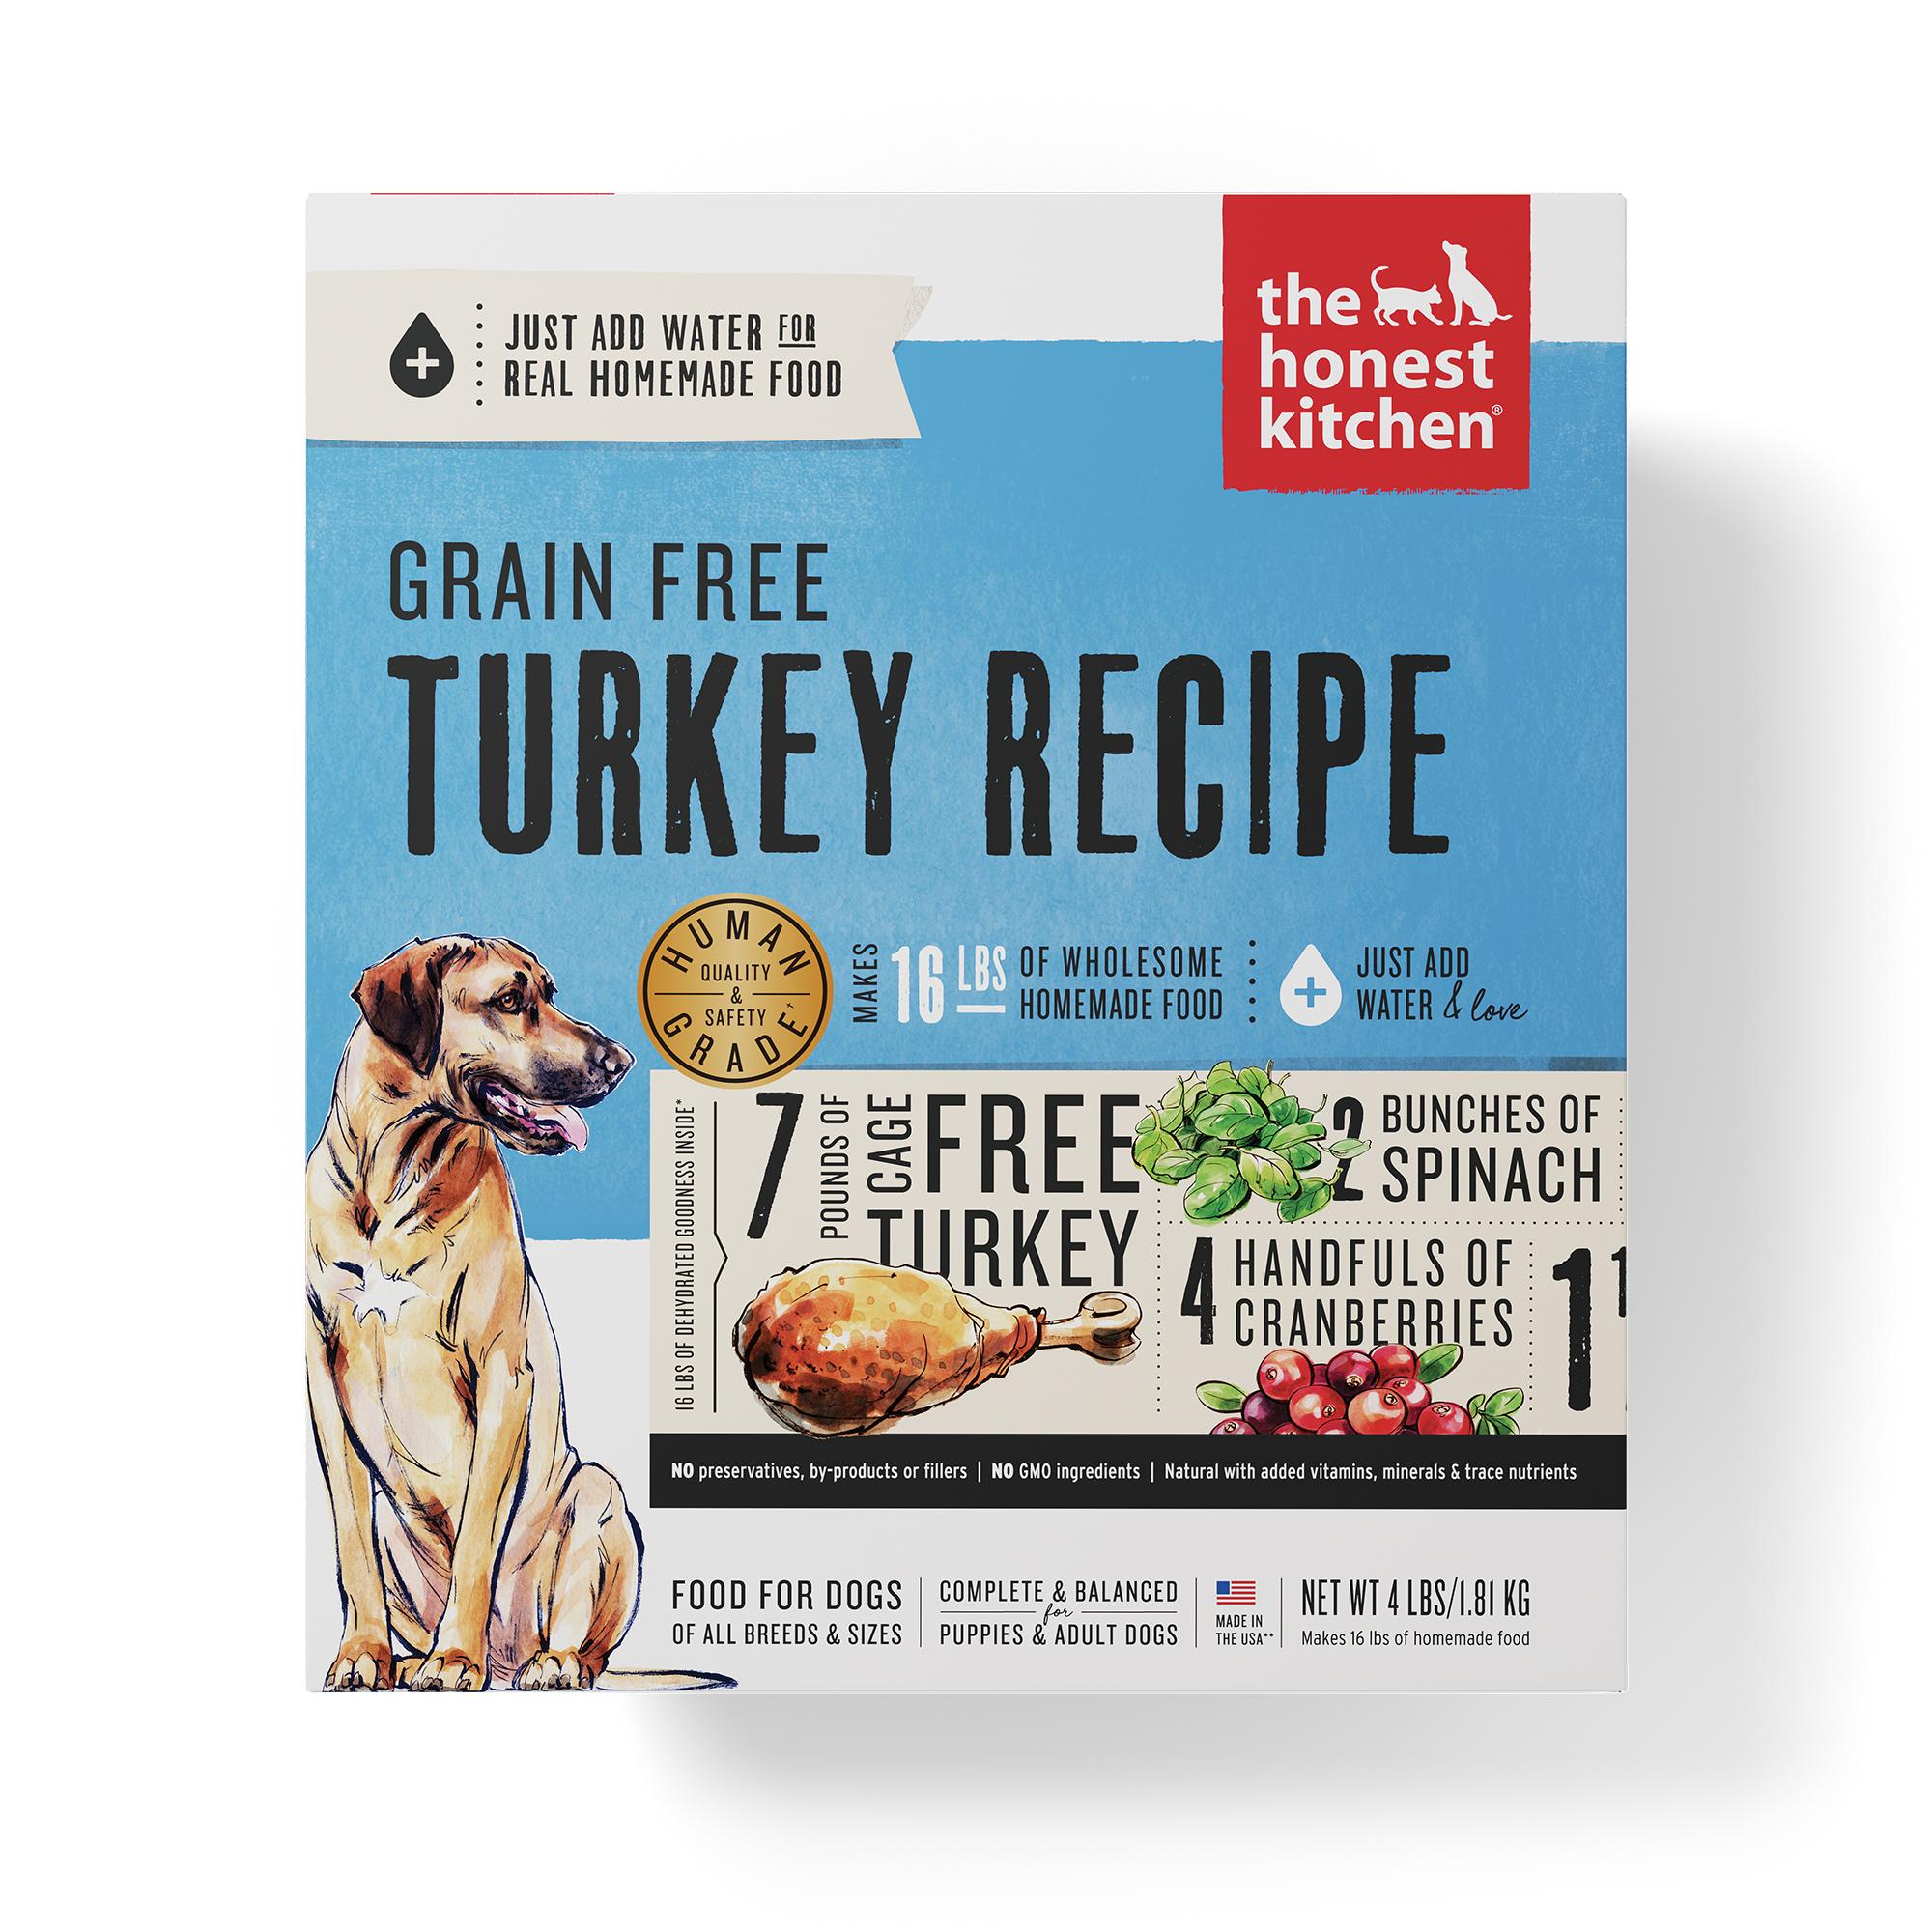 JUST ADD WATER FOR
REAL HOMEMADE FOOD
the
honest
kitchen®
GRAIN FREE
TURKEY RECIPE
HUMAN
QUALITY
&
SAFETY
GRADE+
MAKES 16 LBS OF WHOLESOME
HOMEMADE FOOD
JUST ADD
WATER & love
16 LBS OF DEHYDRATED GOODNESS INSIDE*
7 POUNDS OF CAGE FREE
TURKEY
2 BUNCHES OF
SPINACH
4 HANDFULS OF
CRANBERRIES
NO preservatives, by-products or fillers | NO GMO ingredients | Natural with added vitamins, minerals & trace nutrients
FOOD FOR DOGS
OF ALL BREEDS & SIZES
COMPLETE & BALANCED
for
PUPPIES & ADULT DOGS
MADE IN
THE USA**
NET WT 4 LBS/1.81 KG
Makes 16 lbs of homemade food